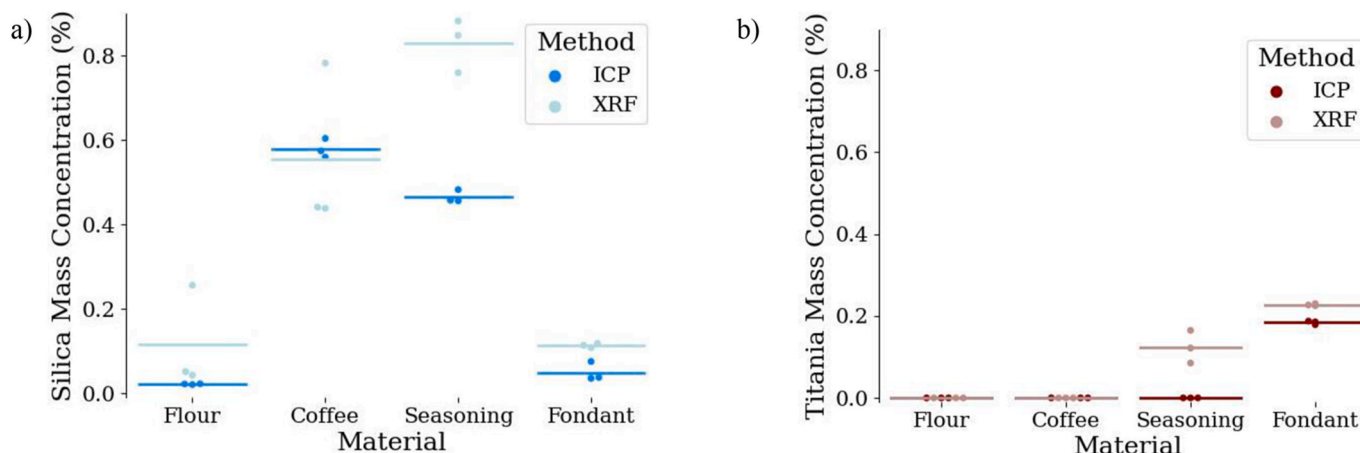 a)
Silica Mass Concentration (%)
0.8
0.6
0.4
0.2
0.0
Method
ICP
XRF
Flour Coffee Seasoning Fondant
Material
b)
Titania Mass Concentration (%)
0.8
0.6
0.4
0.2
0.0
Method
ICP
XRF
Flour Coffee Seasoning Fondant
Material